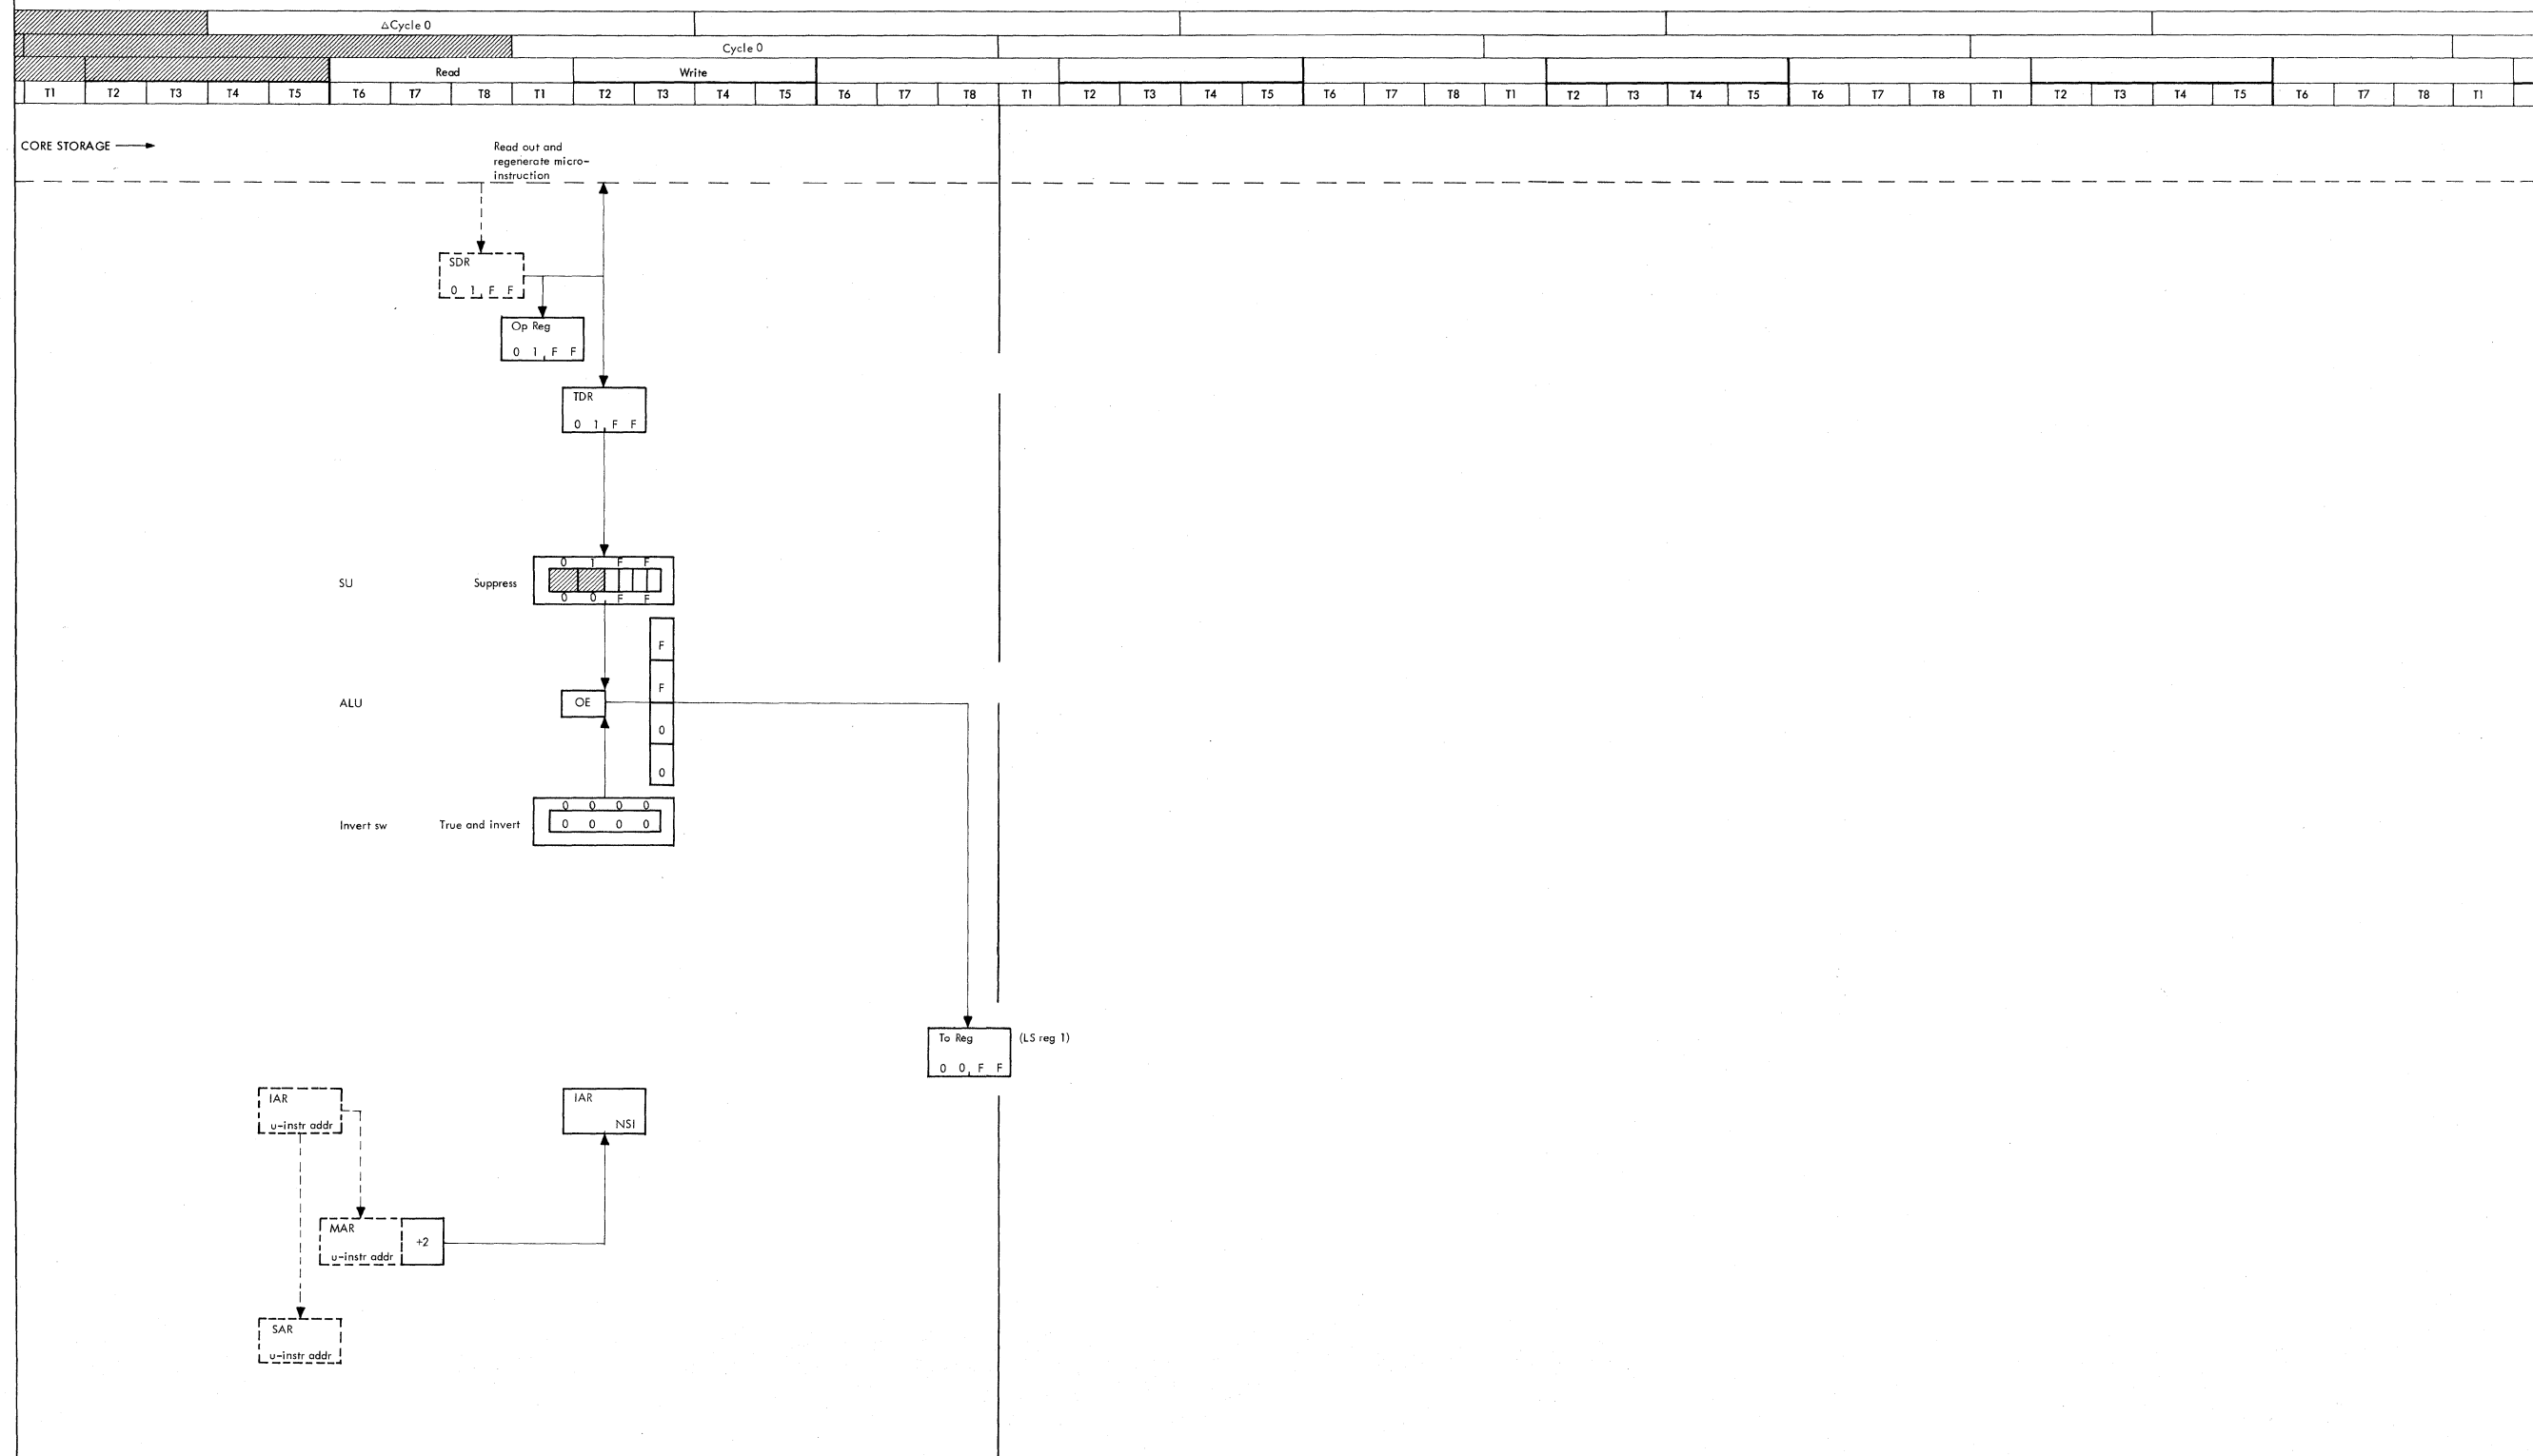 △Cycle 0
Cycle 0
Read Write
T1 T2 T3 T4 T5 T6 T7 T8 T1 T2 T3 T4 T5 T6 T7 T8 T1 T2 T3 T4 T5 T6 T7 T8 T1 T2 T3 T4 T5 T6 T7 T8 T1 T2 T3 T4 T5 T6 T7 T8 T1
CORE STORAGE
Read out and
regenerate micro-
instruction
SDR
0 1 F F
Op Reg
0 1 F F
TDR
0 1 F F
0 1 F F
SU Suppress
0 0 F F
F
F
ALU OE
0
0
0 0 0 0
Invert sw True and invert 0 0 0 0
To Reg (LS reg 1)
0 0 F F
IAR
u-instr addr
IAR
NSI
MAR
+2
u-instr addr
SAR
u-instr addr